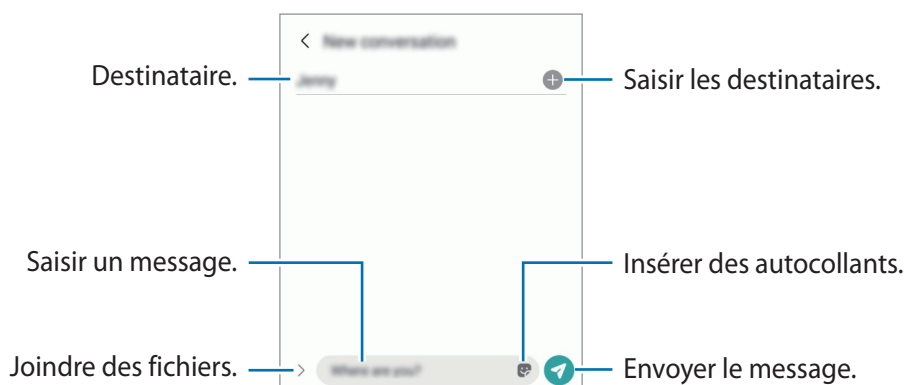 New conversation
Destinataire.
Jenny
Saisir les destinataires.
Saisir un message.
Insérer des autocollants.
Joindre des fichiers.
Where are you?
Envoyer le message.